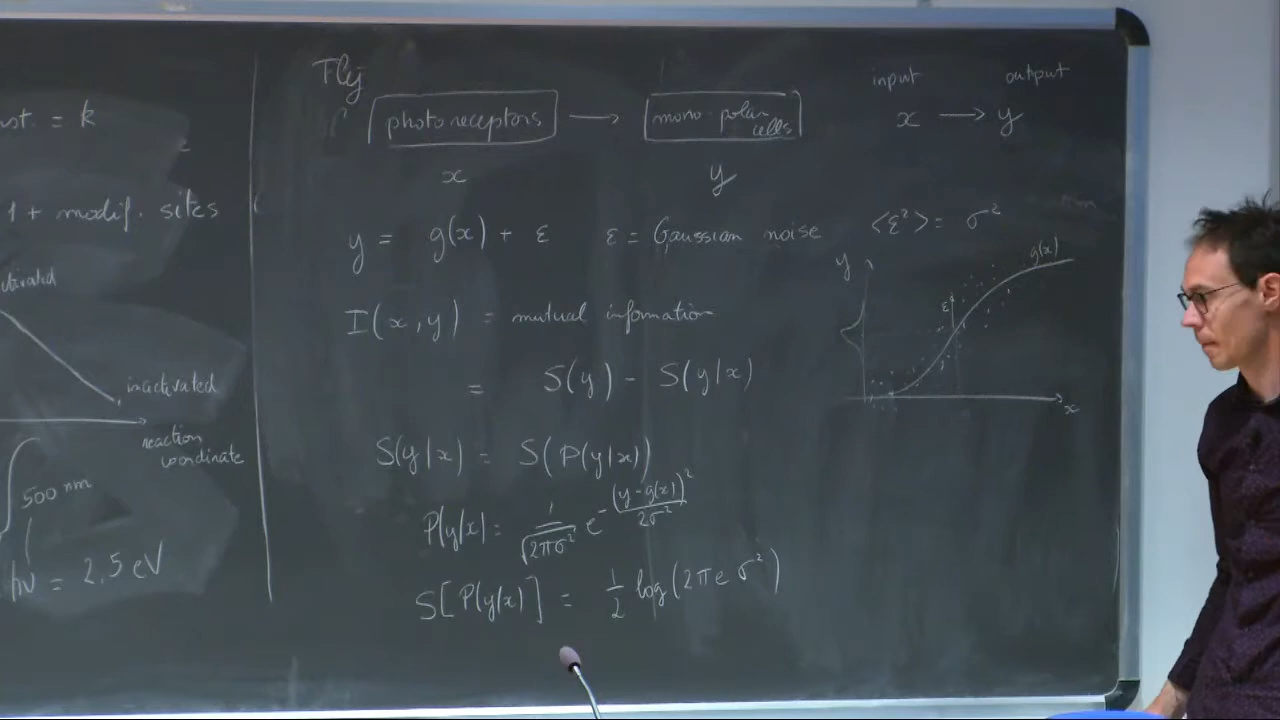 = k
1 + modif. sites
inactivated
reaction
coordinate
500 nm
hν = 2.5 eV
Fly
photoreceptors → mono polar cells
x y
y = g(x) + ε ε = Gaussian noise <ε²> = σ²
I(x,y) = mutual information
= S(y) - S(y|x)
S(y|x) = S(P(y|x))
P(y|x) = 1/√(2πσ²) e^-(y-g(x))²/2σ²
S[P(y|x)] = 1/2 log(2πe σ²)
input output
x → y
y
g(x)
ε
x